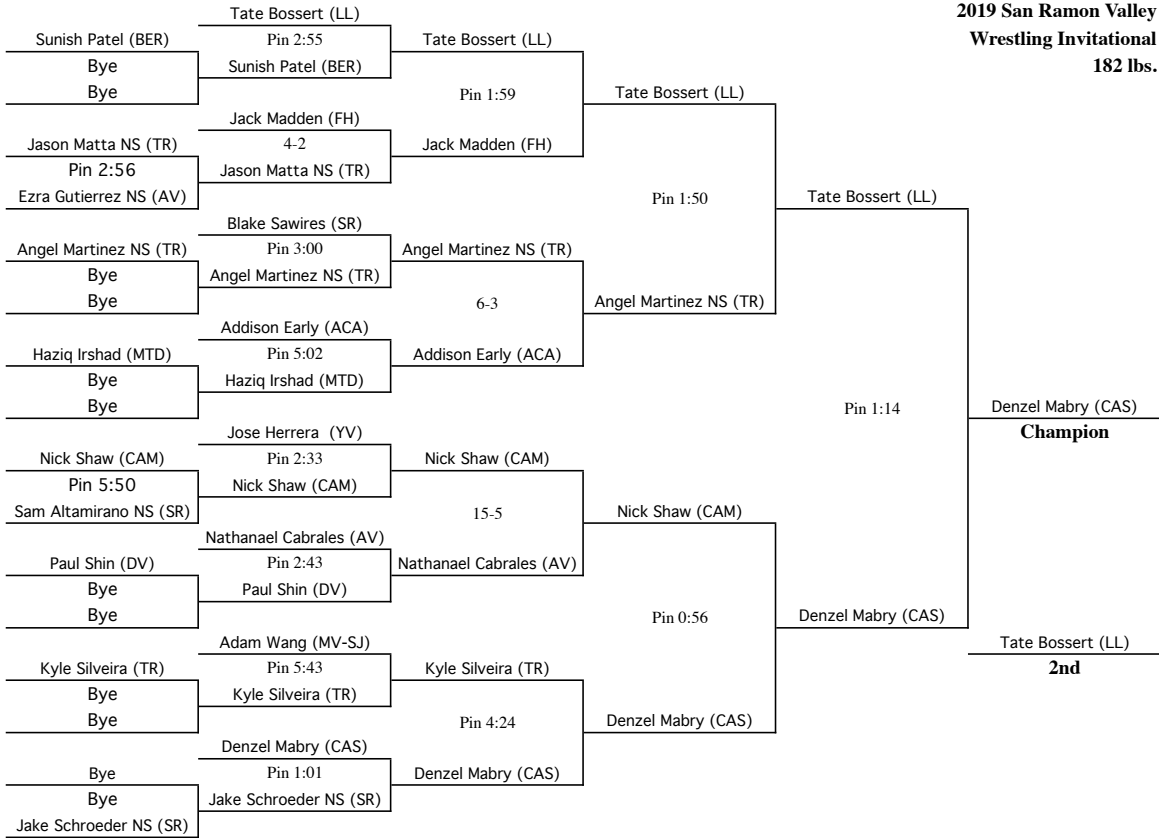 2019 San Ramon Valley
Wrestling Invitational
182 lbs.
Sunish Patel (BER)
Bye
Bye
Jason Matta NS (TR)
Pin 2:56
Ezra Gutierrez NS (AV)
Angel Martinez NS (TR)
Bye
Bye
Haziq Irshad (MTD)
Bye
Bye
Nick Shaw (CAM)
Pin 5:50
Sam Altamirano NS (SR)
Paul Shin (DV)
Bye
Bye
Kyle Silveira (TR)
Bye
Bye
Bye
Bye
Jake Schroeder NS (SR)
Tate Bossert (LL)
Pin 2:55
Sunish Patel (BER)
Jack Madden (FH)
4-2
Jason Matta NS (TR)
Blake Sawires (SR)
Pin 3:00
Angel Martinez NS (TR)
Addison Early (ACA)
Pin 5:02
Haziq Irshad (MTD)
Jose Herrera  (YV)
Pin 2:33
Nick Shaw (CAM)
Nathanael Cabrales (AV)
Pin 2:43
Paul Shin (DV)
Adam Wang (MV-SJ)
Pin 5:43
Kyle Silveira (TR)
Denzel Mabry (CAS)
Pin 1:01
Jake Schroeder NS (SR)
Tate Bossert (LL)
Pin 1:59
Jack Madden (FH)
Angel Martinez NS (TR)
6-3
Addison Early (ACA)
Nick Shaw (CAM)
15-5
Nathanael Cabrales (AV)
Kyle Silveira (TR)
Pin 4:24
Denzel Mabry (CAS)
Tate Bossert (LL)
Pin 1:50
Angel Martinez NS (TR)
Nick Shaw (CAM)
Pin 0:56
Denzel Mabry (CAS)
Tate Bossert (LL)
Pin 1:14
Denzel Mabry (CAS)
Denzel Mabry (CAS)
Champion
Tate Bossert (LL)
2nd